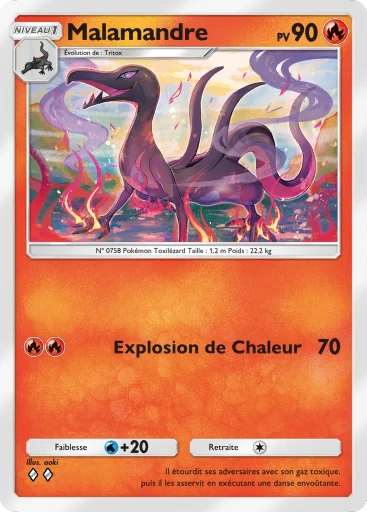 NIVEAU 1
Malamandre
PV 90
Évolution de : Tritox
N° 0758 Pokémon Toxilézard Taille : 1,2 m Poids : 22,2 kg
Explosion de Chaleur 70
Faiblesse +20 Retraite
Illus. aoki
Il étourdit ses adversaires avec son gaz toxique,
puis il les asservit en exécutant une danse envoûtante.